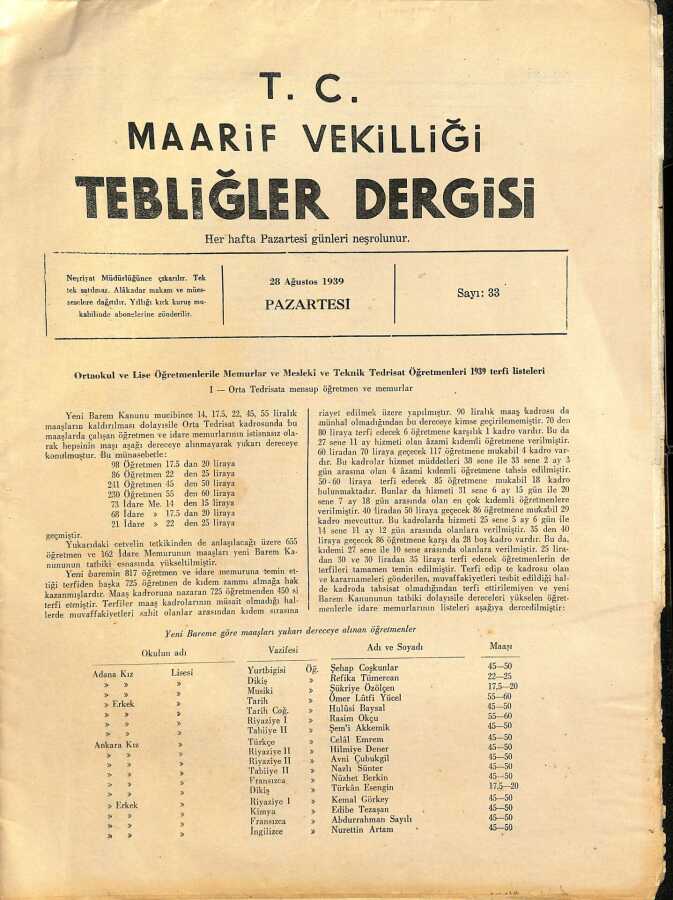 T. C.
MAARİF VEKİLLİĞİ
TEBLİĞLER DERGİSİ
Her hafta Pazartesi günleri neşrolunur.
Neşriyat Müdürlüğünce çıkarılır. Tek
tek satılmaz. Alâkadar makam ve mües-
seselere dağıtılır. Yıllığı kırk kuruş mu-
kabilinde abonelerine gönderilir.
28 Ağustos 1939
PAZARTESI
Sayı: 33
Ortaokul ve Lise Öğretmenlerile Memurlar ve Mesleki ve Teknik Tedrisat Öğretmenleri 1939 terfi listeleri
I — Orta Tedrisata mensup öğretmen ve memurlar
Yeni Barem Kanunu mucibince 14, 17.5, 22, 45, 55 liralık
maaşların kaldırılması dolayısile Orta Tedrisat kadrosunda bu
maaşlarda çalışan öğretmen ve idare memurlarının istisnasız ola-
rak hepsinin maşı aşağı dereceye alınmayarak yukarı dereceye
konulmuştur. Bu münasebetle:
98 Öğretmen 17.5 dan 20 liraya
86 Öğretmen 22 den 25 liraya
241 Öğretmen 45 den 50 liraya
230 Öğretmen 55 den 60 liraya
73 İdare Me. 14 den 15 liraya
68 İdare » 17.5 dan 20 liraya
21 İdare » 22 den 25 liraya
geçmiştir.
Yukarıdaki cetvelin tetkikinden de anlaşılacağı üzere 655
öğretmen ve 162 İdare Memurunun maaşları yeni Barem Ka-
nununun tatbiki esnasında yükseltilmiştir.
Yeni baremin 817 öğretmen ve idare memuruna temin et-
tiği terfiden başka 725 öğretmen de kıdem zammı almağa hak
kazanmışlardır. Maaş kadrosuna nazaran 725 öğretmenden 450 si
terfi etmiştir. Terfiler maaş kadrolarının müsait olmadığı hal-
lerde muvaffakiyetleri sabit olanlar arasından kıdem sırasına
riayet edilmek üzere yapılmıştır. 90 liralık maaş kadrosu da
münhal olmadığından bu dereceye kimse geçirilememiştir. 70 den
80 liraya terfi edecek 6 öğretmene karşılık 1 kadro vardır. Bu da
27 sene 11 ay hizmeti olan âzami kıdemli öğretmene verilmiştir.
60 liradan 70 liraya geçecek 117 öğretmene mukabil 4 kadro var-
dır. Bu kadrolar hizmet müddetleri 38 sene ile 33 sene 2 ay 3
gün arasına olan 4 âzami kıdemli öğretmene tahsis edilmiştir.
50-60 liraya terfi edecek 85 öğretmene mukabil 18 kadro
bulunmaktadır. Bunlar da hizmeti 31 sene 6 ay 15 gün ile 20
sene 7 ay 18 gün arasında olan en çok kıdemli öğretmenlere
verilmiştir. 40 liradan 50 liraya geçecek 86 öğretmene mukabil 29
kadro mevcuttur. Bu kadrolarda hizmeti 25 sene 5 ay 6 gün ile
14 sene 11 ay 12 gün arasında olanlara verilmiştir. 35 den 40
liraya geçecek 86 öğretmene karşı da 28 boş kadro vardır. Bu da,
kıdemi 27 sene ile 10 sene arasında olanlara verilmiştir. 25 lira-
dan 30 ve 30 liradan 35 liraya terfi edecek öğretmenlerin de
terfileri tamamen temin edilmiştir. Terfi edip te kadrosu olan
ve kararnameleri gönderilen, muvaffakiyetleri tesbit edildiği hal-
de kadroda tahsisat olmadığından terfi ettirilemiyen ve yeni
Barem Kanununun tatbiki dolayısile dereceleri yükselen öğret-
menlerle idare memurlarının listeleri aşağıya dercedilmiştir:
Yeni Bareme göre maaşları yukarı dereceye alınan öğretmenler
Okulun adı Vazifesi Adı ve Soyadı Maaşı
Adana Kız Lisesi Yurtbigisi Öğ. Şehap Coşkunlar 45—50
» » » Dikiş » Refika Tümercan 22—25
» » » Musiki » Şükriye Özölçen 17,5—20
» » » Tarih » Ömer Lûtfi Yücel 55—60
» Erkek » Tarih Coğ. » Hulûsi Baysal 45—50
» » » Riyaziye I » Rasim Okçu 55—60
» » » Tabiiye II » Şem'i Akkemik 45—50
Ankara Kız » Türkçe » Celâl Emrem 45—50
» » » Riyaziye II » Hilmiye Dener 45—50
» » » Riyaziye II » Avni Çubukgil 45—50
» » » Tabiiye II » Nazlı Sünter 45—50
» » » Fransızca » Nüzhet Berkin 45—50
» » » Dikiş » Türkân Esengin 17,5—20
» Erkek » Riyaziye I » Kemal Görkey 45—50
» » » Kimya » Edibe Tezaşan 45—50
» » » Fransızca » Abdurrahman Sayılı 45—50
» » » İngilizce » Nurettin Artam 45—50